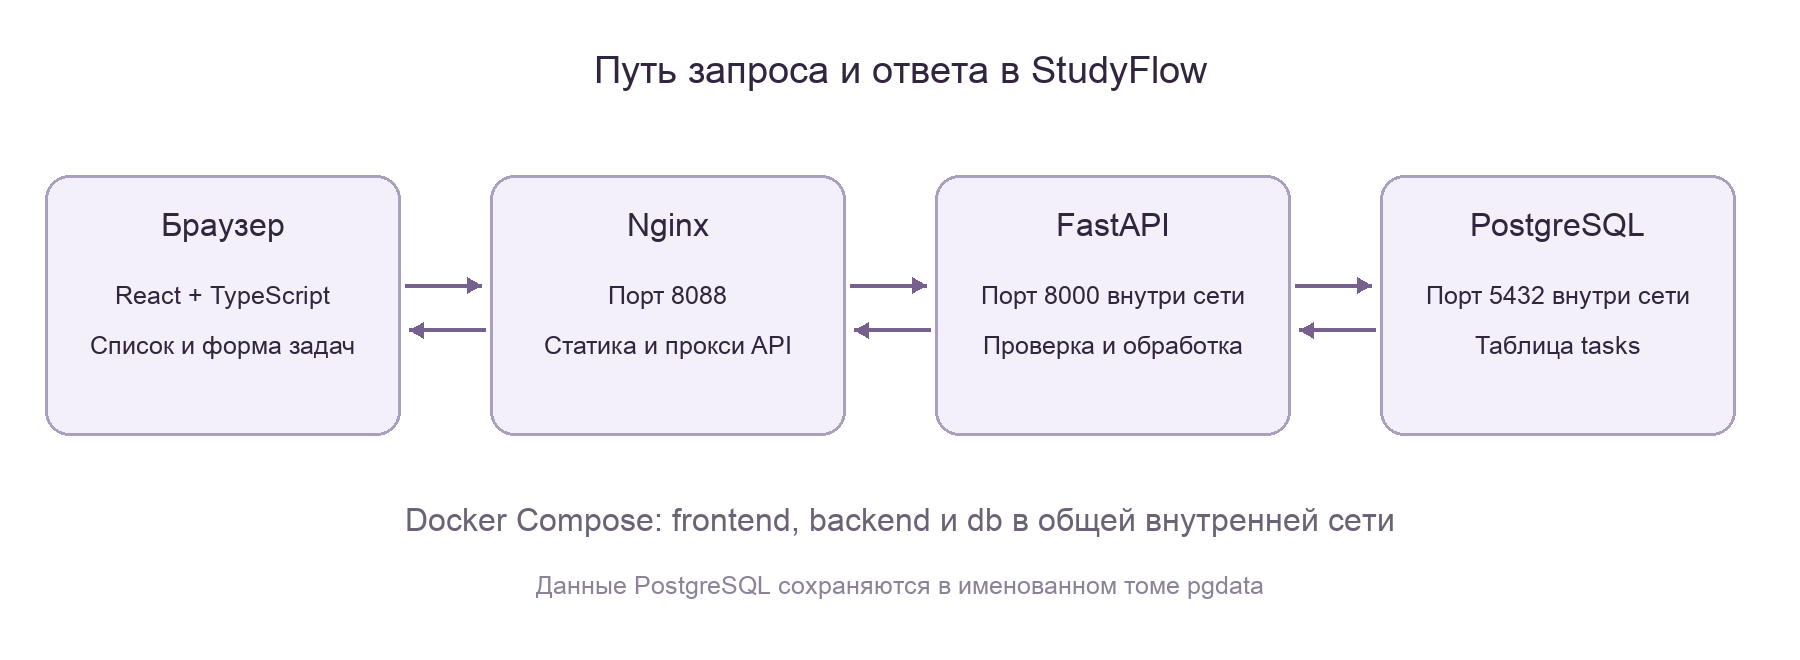 Путь запроса и ответа в StudyFlow
Браузер
React + TypeScript
Список и форма задач
Nginx
Порт 8088
Статика и прокси API
FastAPI
Порт 8000 внутри сети
Проверка и обработка
PostgreSQL
Порт 5432 внутри сети
Таблица tasks
Docker Compose: frontend, backend и db в общей внутренней сети
Данные PostgreSQL сохраняются в именованном томе pgdata